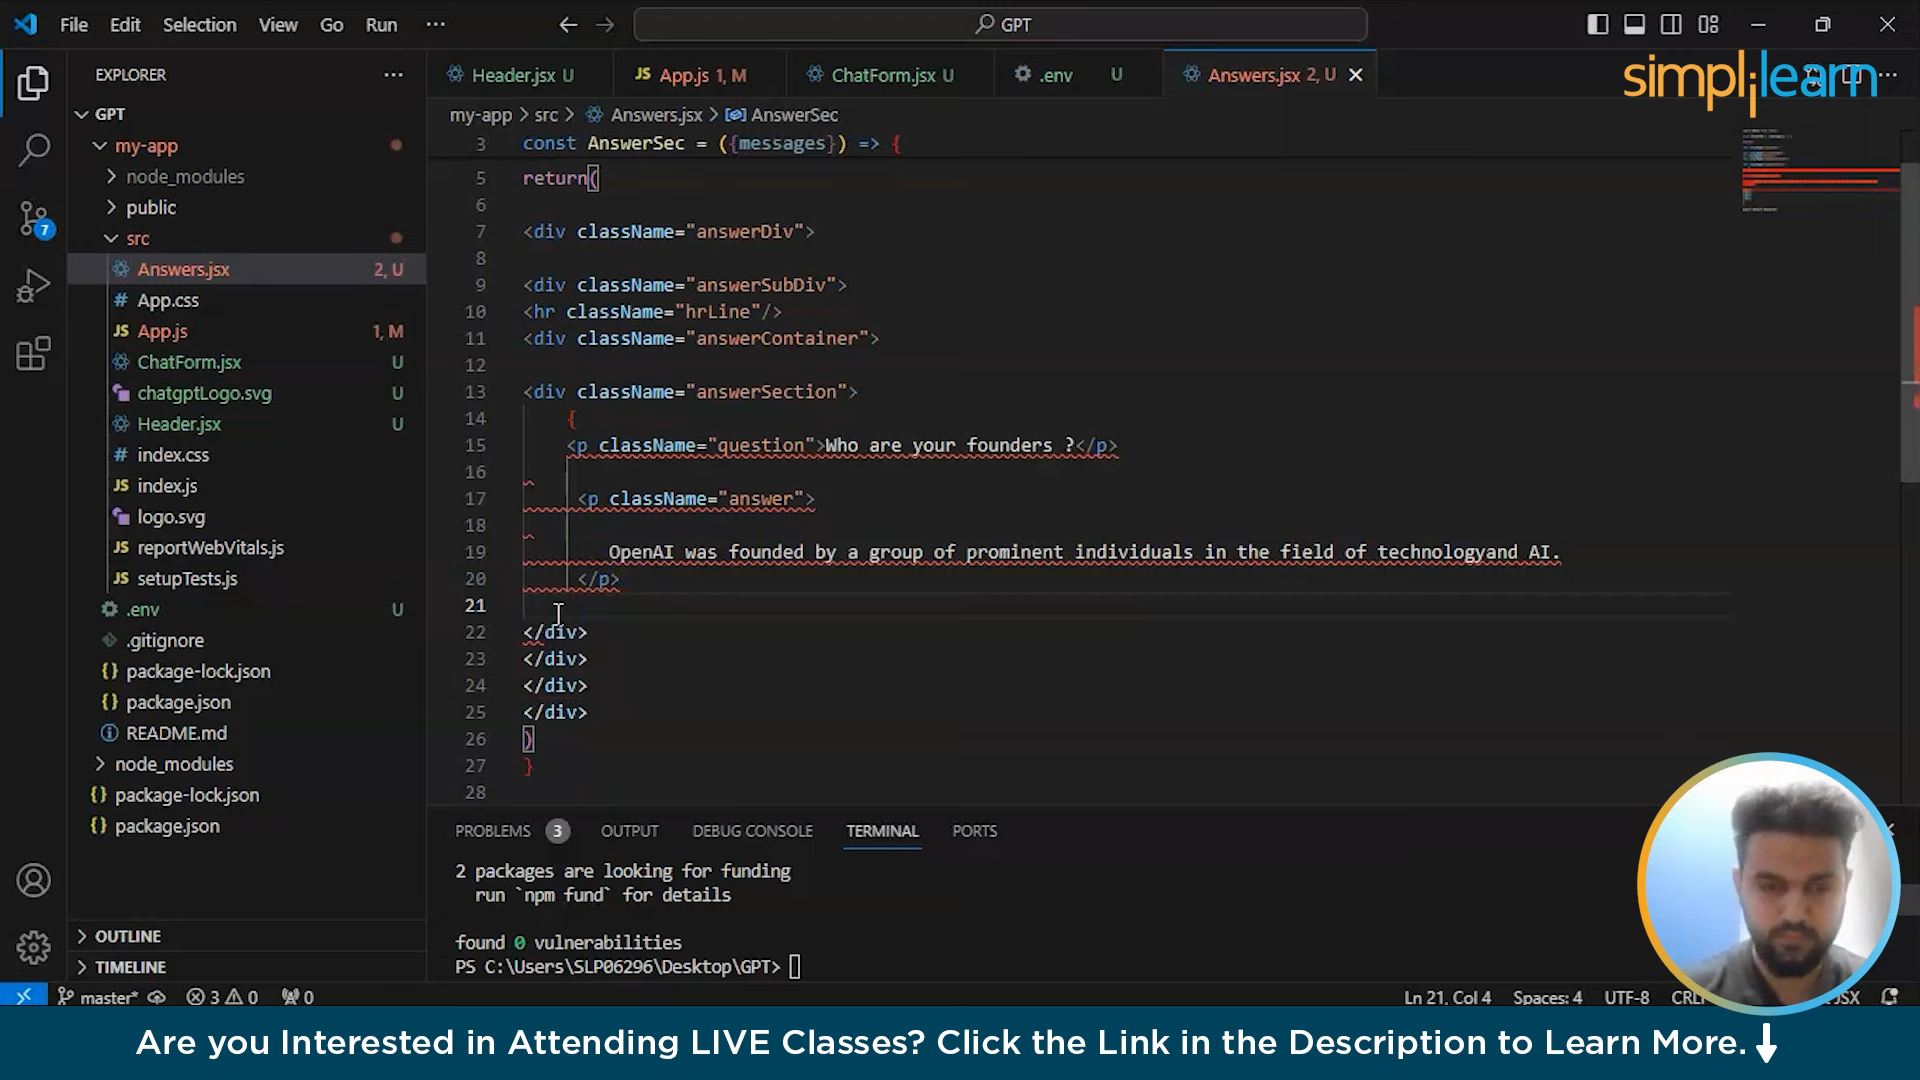 File Edit Selection View Go Run ··· GPT
simplilearn
EXPLORER ···
Header.jsx U JS App.js 1, M ChatForm.jsx U .env U Answers.jsx 2, U
GPT
my-app
node_modules
public
src
Answers.jsx 2, U
# App.css
JS App.js 1, M
ChatForm.jsx U
chatgptLogo.svg U
Header.jsx U
# index.css
JS index.js
logo.svg
JS reportWebVitals.js
JS setupTests.js
.env U
.gitignore
{} package-lock.json
{} package.json
README.md
node_modules
{} package-lock.json
{} package.json
OUTLINE
TIMELINE
7
my-app > src > Answers.jsx > AnswerSec
3 const AnswerSec = ({messages}) => {
5 return(
6
7 <div className="answerDiv">
8
9 <div className="answerSubDiv">
10 <hr className="hrLine"/>
11 <div className="answerContainer">
12
13 <div className="answerSection">
14 {
15 <p className="question">Who are your founders ?</p>
16
17 <p className="answer">
18
19 OpenAI was founded by a group of prominent individuals in the field of technologyand AI.
20 </p>
21
22 </div>
23 </div>
24 </div>
25 </div>
26 )
27 }
28
PROBLEMS 3 OUTPUT DEBUG CONSOLE TERMINAL PORTS
2 packages are looking for funding
run `npm fund` for details
found 0 vulnerabilities
PS C:\Users\SLP06296\Desktop\GPT>
master* 3 0 0 Ln 21, Col 4 Spaces: 4 UTF-8
Are you Interested in Attending LIVE Classes? Click the Link in the Description to Learn More.